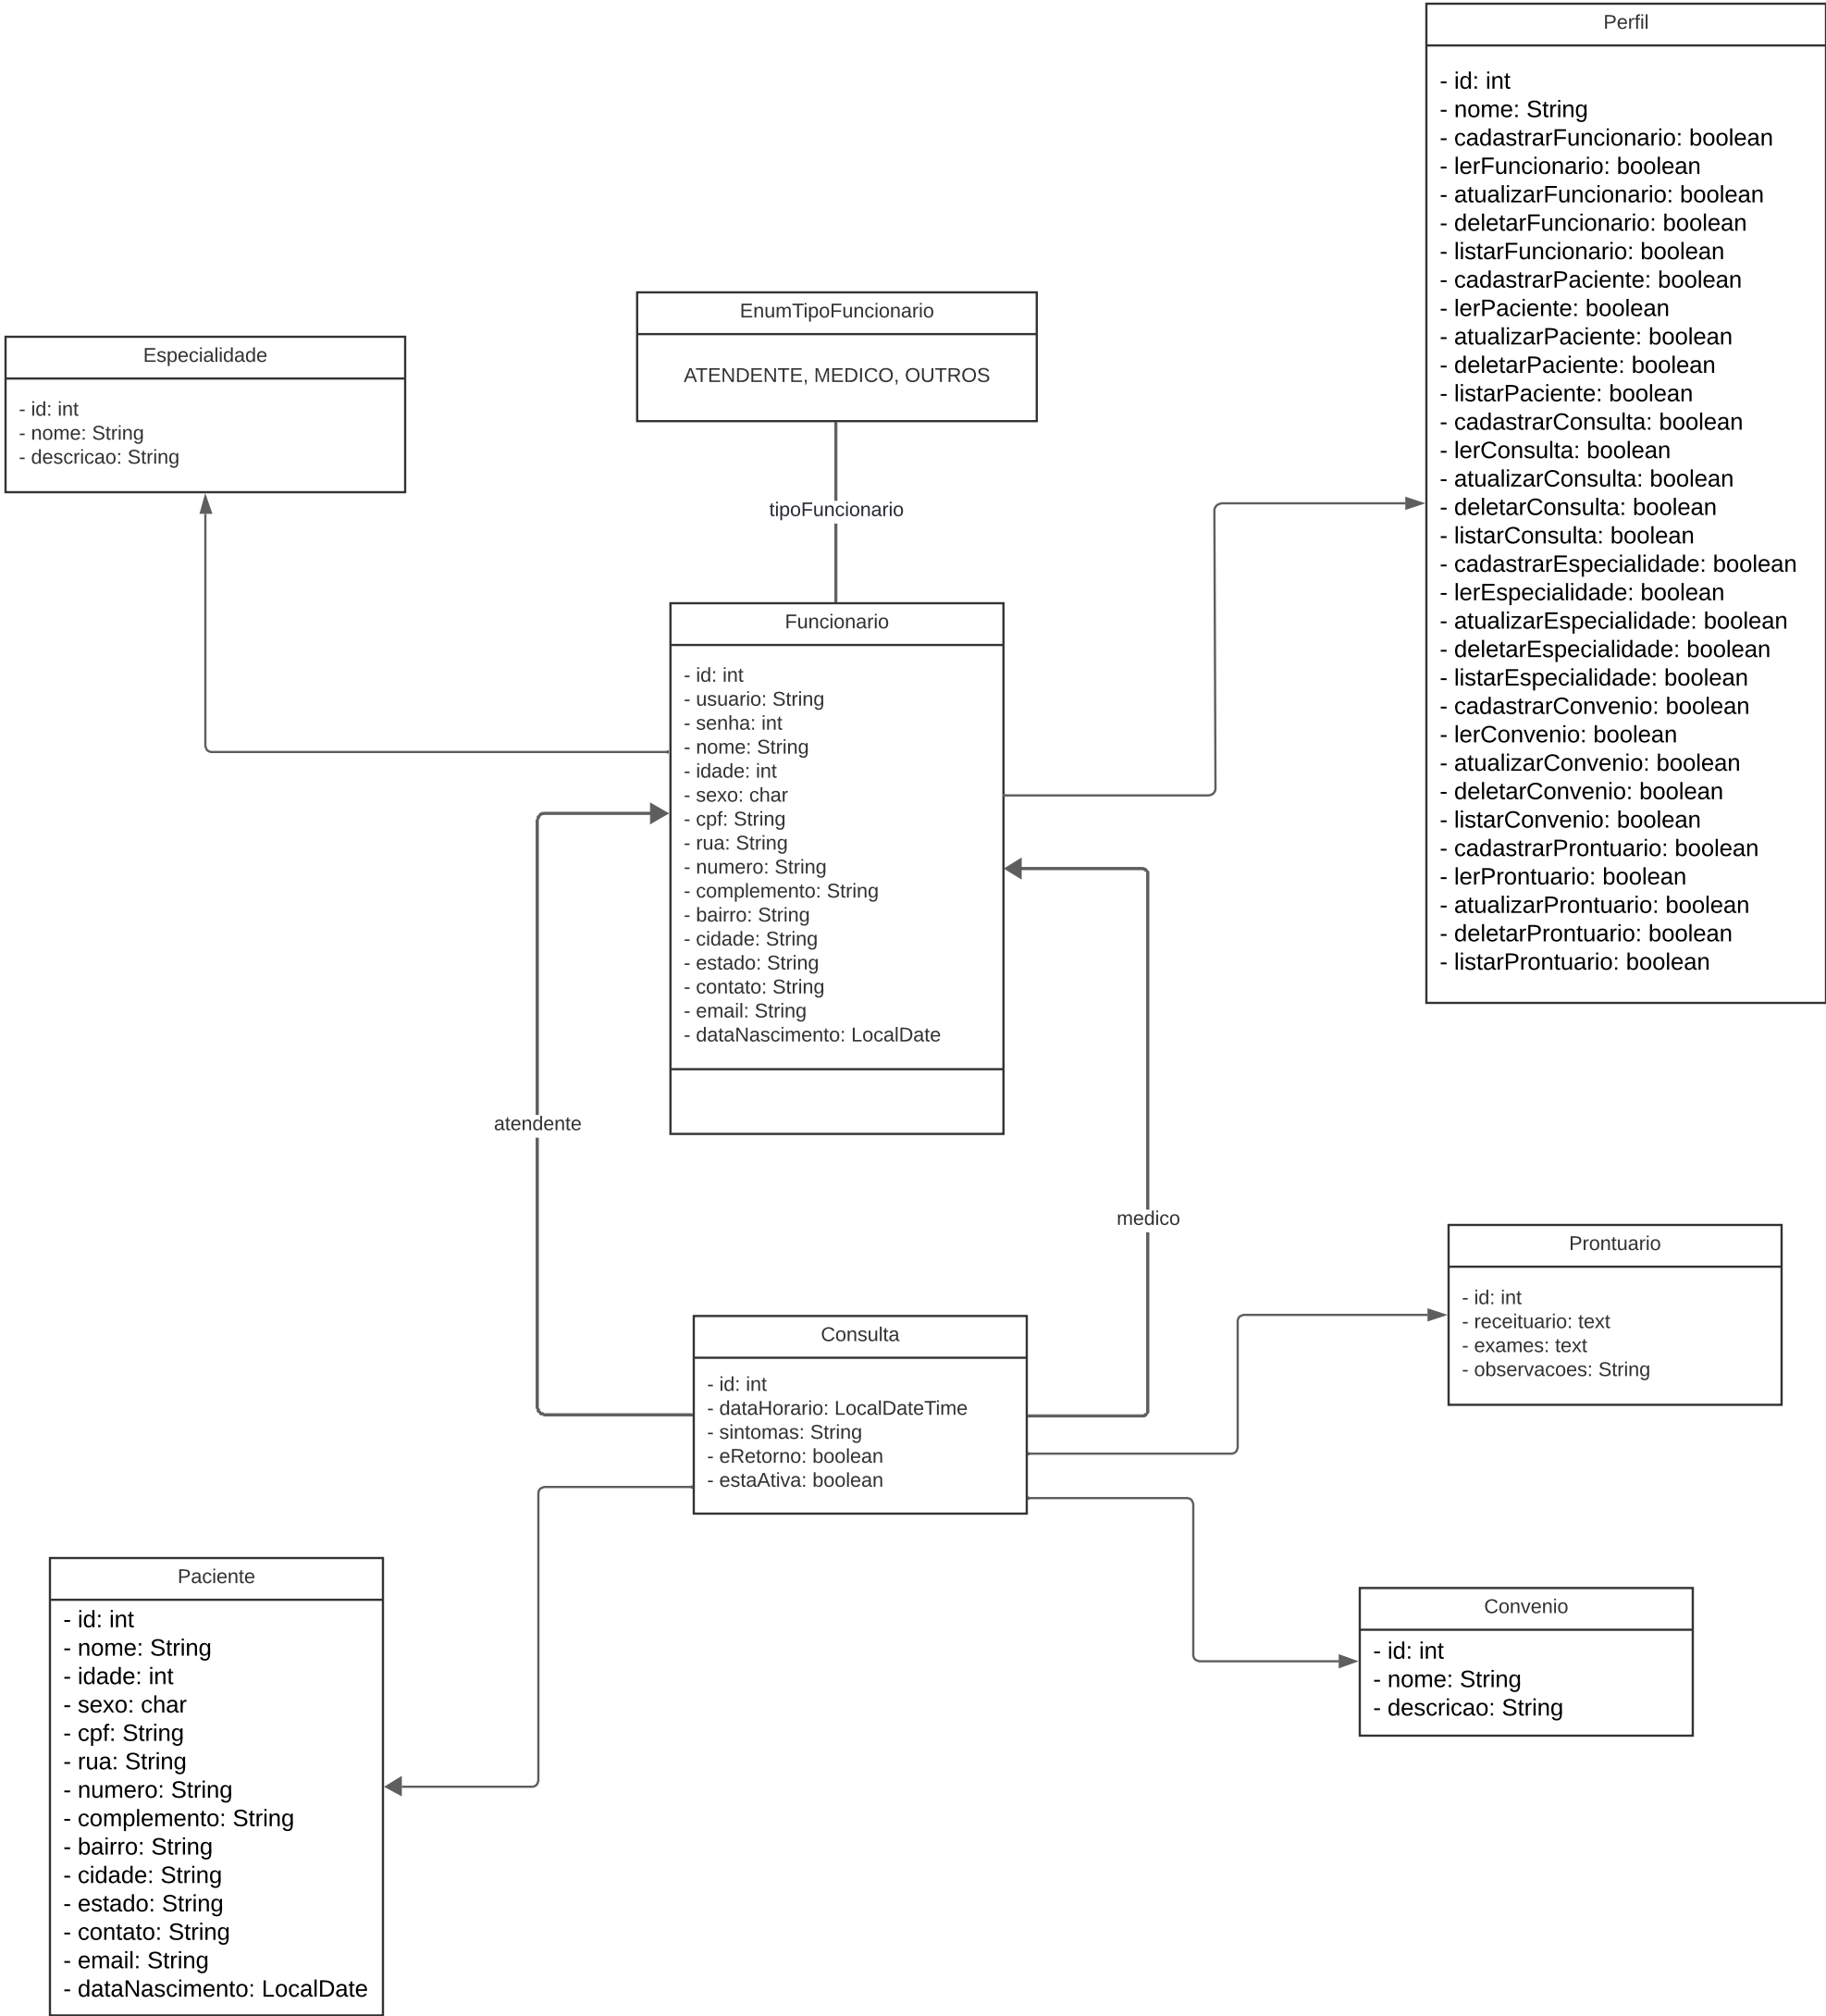 Perfil
- id: int
- nome: String
- cadastrarFuncionario: boolean
- lerFuncionario: boolean
- atualizarFuncionario: boolean
- deletarFuncionario: boolean
- listarFuncionario: boolean
- cadastrarPaciente: boolean
- lerPaciente: boolean
- atualizarPaciente: boolean
- deletarPaciente: boolean
- listarPaciente: boolean
- cadastrarConsulta: boolean
- lerConsulta: boolean
- atualizarConsulta: boolean
- deletarConsulta: boolean
- listarConsulta: boolean
- cadastrarEspecialidade: boolean
- lerEspecialidade: boolean
- atualizarEspecialidade: boolean
- deletarEspecialidade: boolean
- listarEspecialidade: boolean
- cadastrarConvenio: boolean
- lerConvenio: boolean
- atualizarConvenio: boolean
- deletarConvenio: boolean
- listarConvenio: boolean
- cadastrarProntuario: boolean
- lerProntuario: boolean
- atualizarProntuario: boolean
- deletarProntuario: boolean
- listarProntuario: boolean
EnumTipoFuncionario
ATENDENTE, MEDICO, OUTROS
Especialidade
- id: int
- nome: String
- descricao: String
tipoFuncionario
Funcionario
- id: int
- usuario: String
- senha: int
- nome: String
- idade: int
- sexo: char
- cpf: String
- rua: String
- numero: String
- complemento: String
- bairro: String
- cidade: String
- estado: String
- contato: String
- email: String
- dataNascimento: LocalDate
atendente
medico
Prontuario
- id: int
- receituario: text
- exames: text
- observacoes: String
Consulta
- id: int
- dataHorario: LocalDateTime
- sintomas: String
- eRetorno: boolean
- estaAtiva: boolean
Paciente
- id: int
- nome: String
- idade: int
- sexo: char
- cpf: String
- rua: String
- numero: String
- complemento: String
- bairro: String
- cidade: String
- estado: String
- contato: String
- email: String
- dataNascimento: LocalDate
Convenio
- id: int
- nome: String
- descricao: String